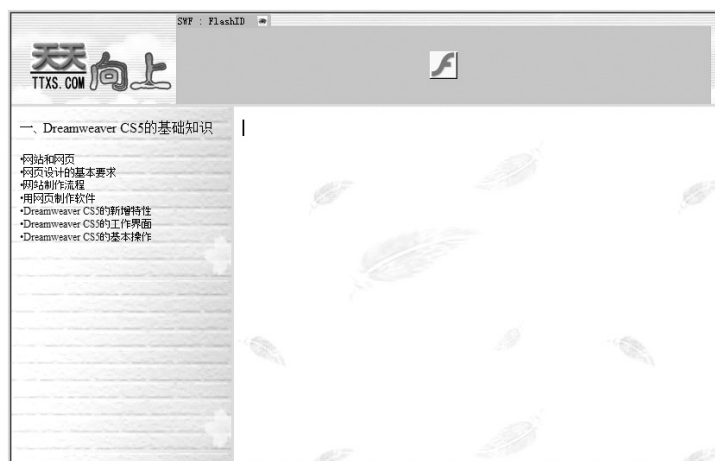 SWF : FlashID
天天向上
TTXS.COM
一、Dreamweaver CS5的基础知识
•网站和网页
•网页设计的基本要求
•网站制作流程
•用网页制作软件
•Dreamweaver CS5的新增特性
•Dreamweaver CS5的工作界面
•Dreamweaver CS5的基本操作